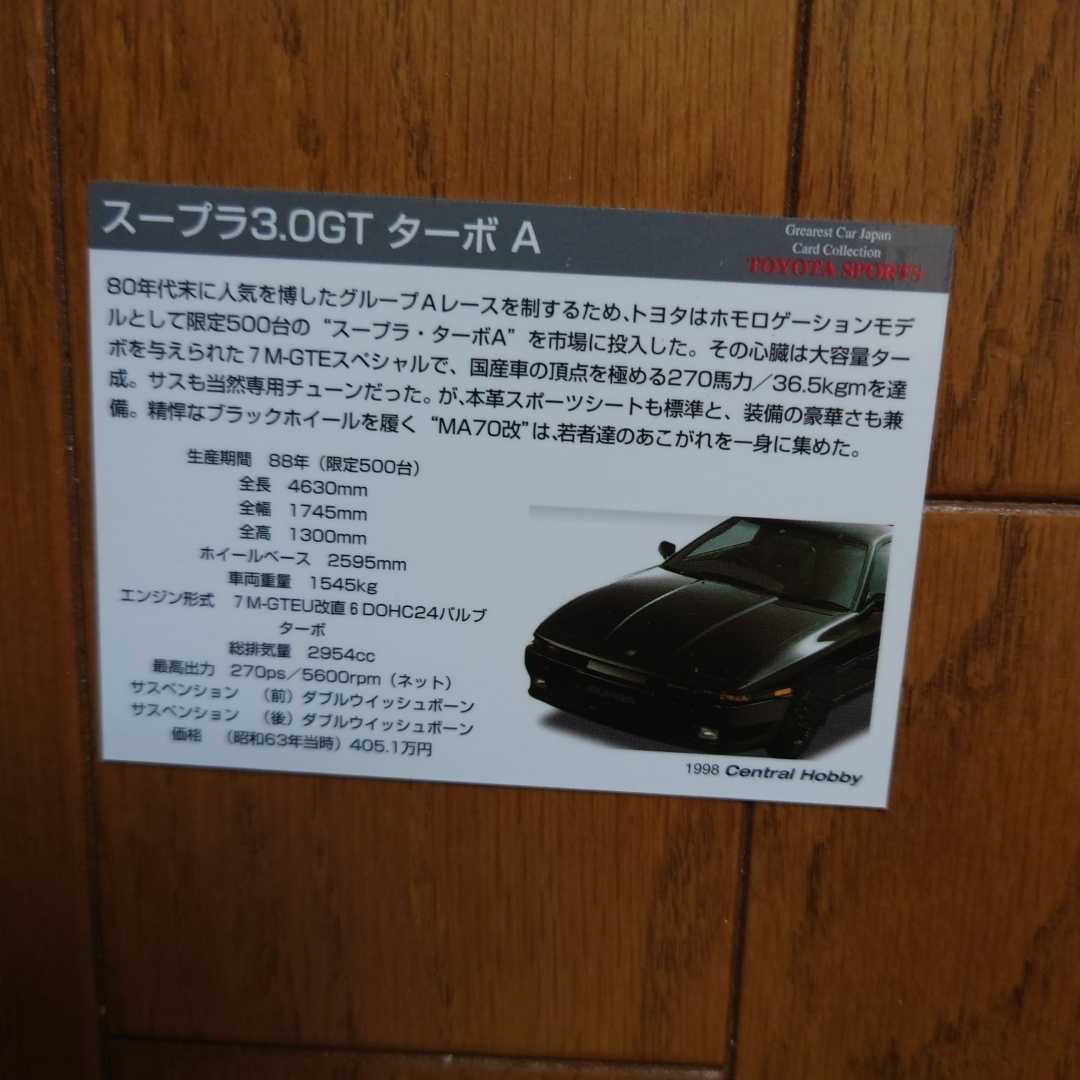 スープラ3.0GT ターボ A
Grearest Car Japan
Card Collection
TOYOTA SPORTS
80年代末に人気を博したグループAレースを制するため、トヨタはホモロゲーションモデ
ルとして限定500台の“スープラ・ターボA”を市場に投入した。その心臓は大容量ター
ボを与えられた7M-GTEスペシャルで、国産車の頂点を極める270馬力／36.5kgmを達
成。サスも当然専用チューンだった。が、本革スポーツシートも標準と、装備の豪華さも兼
備。精悍なブラックホイールを履く“MA70改”は、若者達のあこがれを一身に集めた。
生産期間 88年（限定500台）
全長 4630mm
全幅 1745mm
全高 1300mm
ホイールベース 2595mm
車両重量 1545kg
エンジン形式 7M-GTEU改直6DOHC24バルブ
ターボ
総排気量 2954cc
最高出力 270ps／5600rpm（ネット）
サスペンション （前）ダブルウイッシュボーン
サスペンション （後）ダブルウイッシュボーン
価格 （昭和63年当時）405.1万円
1998 Central Hobby